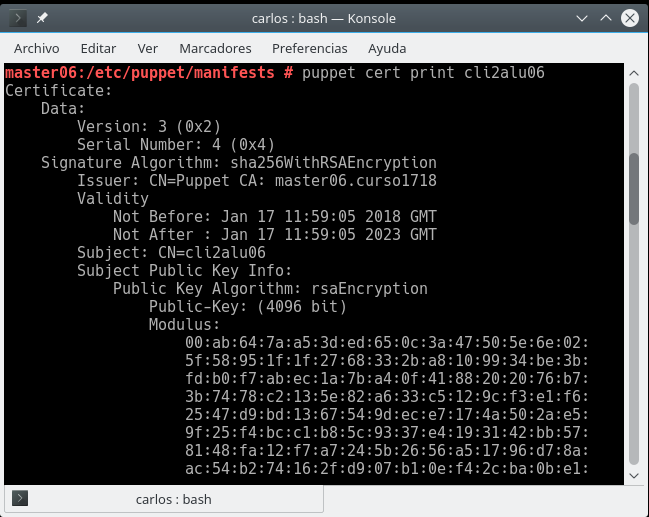 carlos : bash — Konsole
Archivo Editar Ver Marcadores Preferencias Ayuda
master06:/etc/puppet/manifests # puppet cert print cli2alu06
Certificate:
    Data:
        Version: 3 (0x2)
        Serial Number: 4 (0x4)
    Signature Algorithm: sha256WithRSAEncryption
        Issuer: CN=Puppet CA: master06.curso1718
        Validity
            Not Before: Jan 17 11:59:05 2018 GMT
            Not After : Jan 17 11:59:05 2023 GMT
        Subject: CN=cli2alu06
        Subject Public Key Info:
            Public Key Algorithm: rsaEncryption
                Public-Key: (4096 bit)
                Modulus:
                    00:ab:64:7a:a5:3d:ed:65:0c:3a:47:50:5e:6e:02:
                    5f:58:95:1f:1f:27:68:33:2b:a8:10:99:34:be:3b:
                    fd:b0:f7:ab:ec:1a:7b:a4:0f:41:88:20:20:76:b7:
                    3b:74:78:c2:13:5e:82:a6:33:c5:12:9c:f3:e1:f6:
                    25:47:d9:bd:13:67:54:9d:ec:e7:17:4a:50:2a:e5:
                    9f:25:f4:bc:c1:b8:5c:93:37:e4:19:31:42:bb:57:
                    81:48:fa:12:f7:a7:24:5b:26:56:a5:17:96:d7:8a:
                    ac:54:b2:74:16:2f:d9:07:b1:0e:f4:2c:ba:0b:e1:
carlos : bash